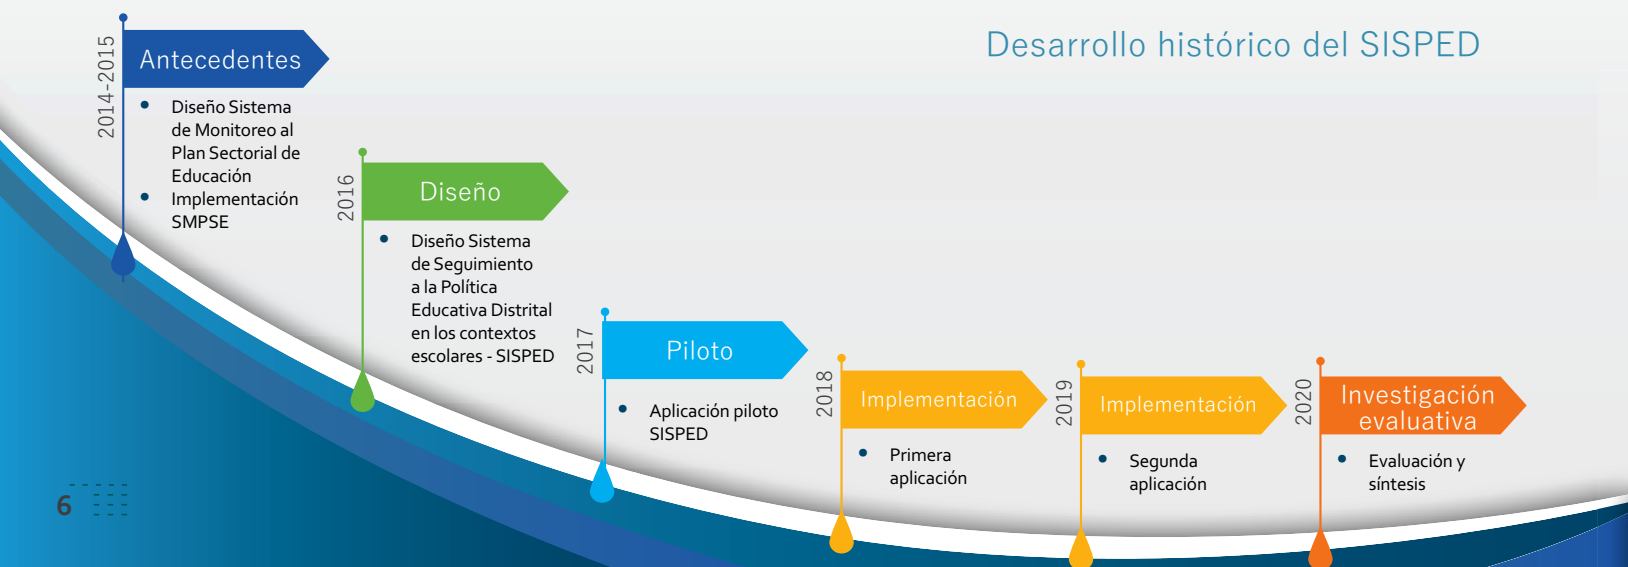 Desarrollo histórico del SISPED
2014-2015
Antecedentes
• Diseño Sistema
de Monitoreo al
Plan Sectorial de
Educación
• Implementación
SMPSE
2016
Diseño
• Diseño Sistema
de Seguimiento
a la Política
Educativa Distrital
en los contextos
escolares - SISPED
2017
Piloto
• Aplicación piloto
SISPED
2018
Implementación
• Primera
aplicación
2019
Implementación
• Segunda
aplicación
2020
Investigación
evaluativa
• Evaluación y
síntesis
6